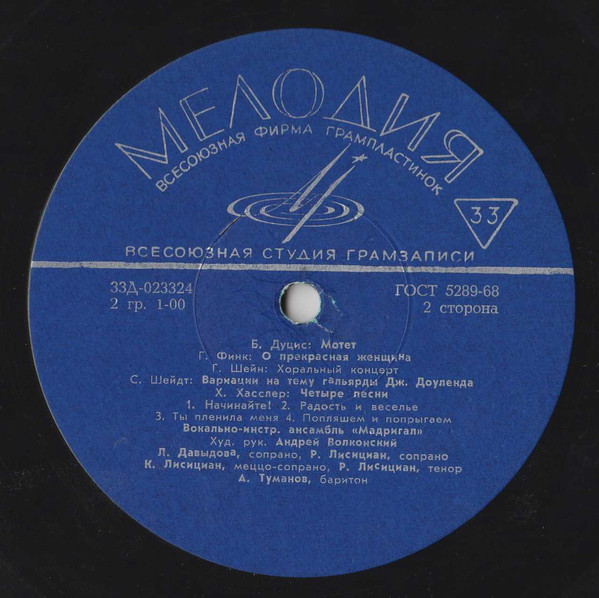 МЕЛОДИЯ
ВСЕСОЮЗНАЯ ФИРМА ГРАМПЛАСТИНОК
33
ВСЕСОЮЗНАЯ СТУДИЯ ГРАМЗАПИСИ
33Д-023324 ГОСТ 5289-68
2 гр. 1-00 2 сторона
Б. Дуцис: Мотет
Г. Финк: О прекрасная женщина
Г. Шейн: Хоральный концерт
С. Шейдт: Вариации на тему гальярды Дж. Доуленда
Х. Хасслер: Четыре песни
1. Начинайте! 2. Радость и веселье
3. Ты пленила меня 4. Попляшем и попрыгаем
Вокально-инстр. ансамбль «Мадригал»
Худ. рук. Андрей Волконский
Л. Давыдова, сопрано, Р. Лисициан, сопрано
К. Лисициан, меццо-сопрано, Р. Лисициан, тенор
А. Туманов, баритон